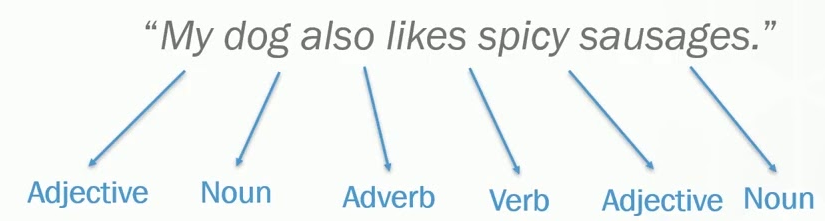 “My dog also likes spicy sausages.”
Adjective Noun Adverb Verb Adjective Noun